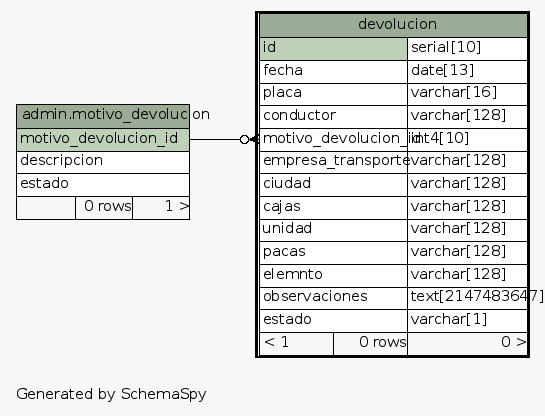 devolucion
id serial[10]
fecha date[13]
placa varchar[16]
conductor varchar[128]
motivo_devolucion_id int4[10]
empresa_transporte varchar[128]
ciudad varchar[128]
cajas varchar[128]
unidad varchar[128]
pacas varchar[128]
elemnto varchar[128]
observaciones text[2147483647]
estado varchar[1]
< 1 0 rows 0 >
admin.motivo_devolucion
motivo_devolucion_id
descripcion
estado
0 rows 1 >
Generated by SchemaSpy